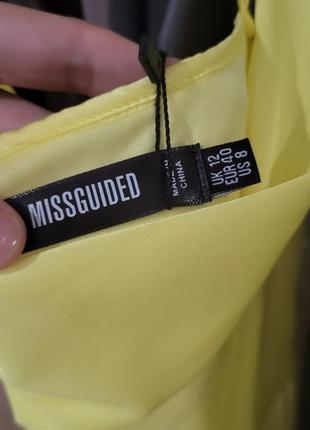 MISSGUIDED
MADE IN
CHINA
UK 12
EUR 40
US 8